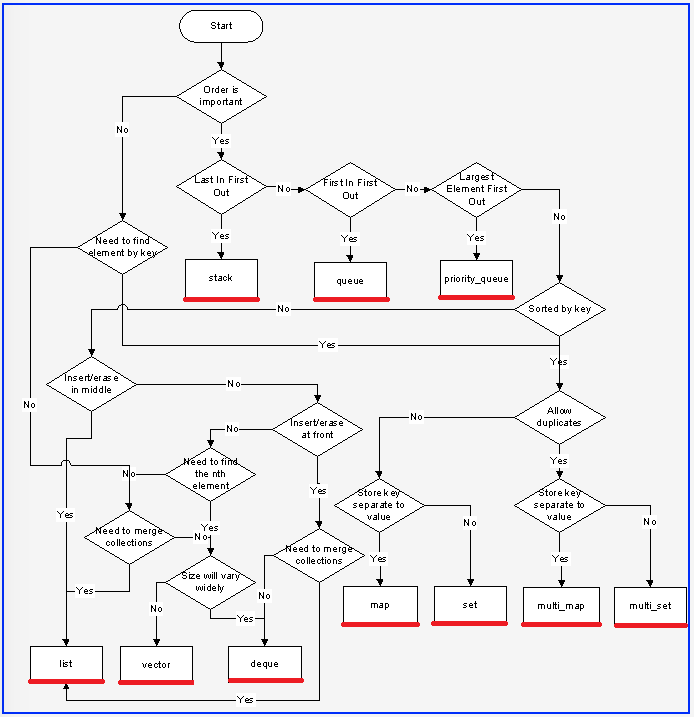 Start
Order is
important
No
Yes
Last In First
Out
No
First In First
Out
No
Largest
Element First
Out
No
Yes
Yes
Yes
Need to find
element by key
stack
queue
priority_queue
Sorted by key
No
Yes
Yes
Insert/erase
in middle
No
No
Insert/erase
at front
No
Allow
duplicates
No
Yes
Need to find
the nth
element
No
Yes
Yes
Store key
separate to
value
No
Store key
separate to
value
No
Yes
Need to merge
collections
No
Yes
Need to merge
collections
Yes
Yes
Size will vary
widely
No
No
Yes
Yes
map
set
multi_map
multi_set
list
vector
deque
Yes